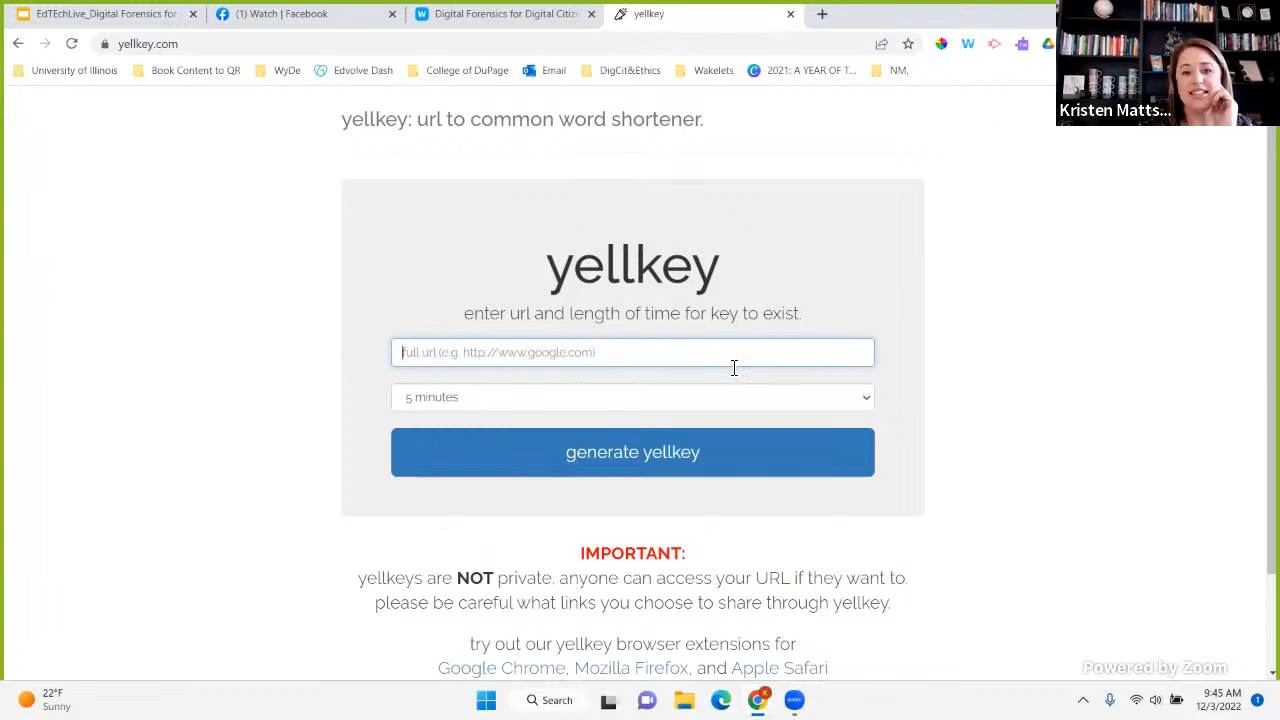 EdTEchLive_Digital Forensics for
(1) Watch | Facebook
Digital Forensics for Digital Citize
yellkey
yellkey.com
University of Illinois
Book Content to QR
WyDe
Edvolve Dash
College of DuPage
Email
DigCit&Ethics
Wakelets
2021: A YEAR OF T...
NM,
Kristen Matts...
yellkey: url to common word shortener.
yellkey
enter url and length of time for key to exist.
full url (e.g. http://www.google.com)
5 minutes
generate yellkey
IMPORTANT:
yellkeys are NOT private. anyone can access your URL if they want to.
please be careful what links you choose to share through yellkey.
try out our yellkey browser extensions for
Google Chrome, Mozilla Firefox, and Apple Safari
Powered by Zoom
22°F
Sunny
Search
zoom
9:45 AM
12/3/2022
1